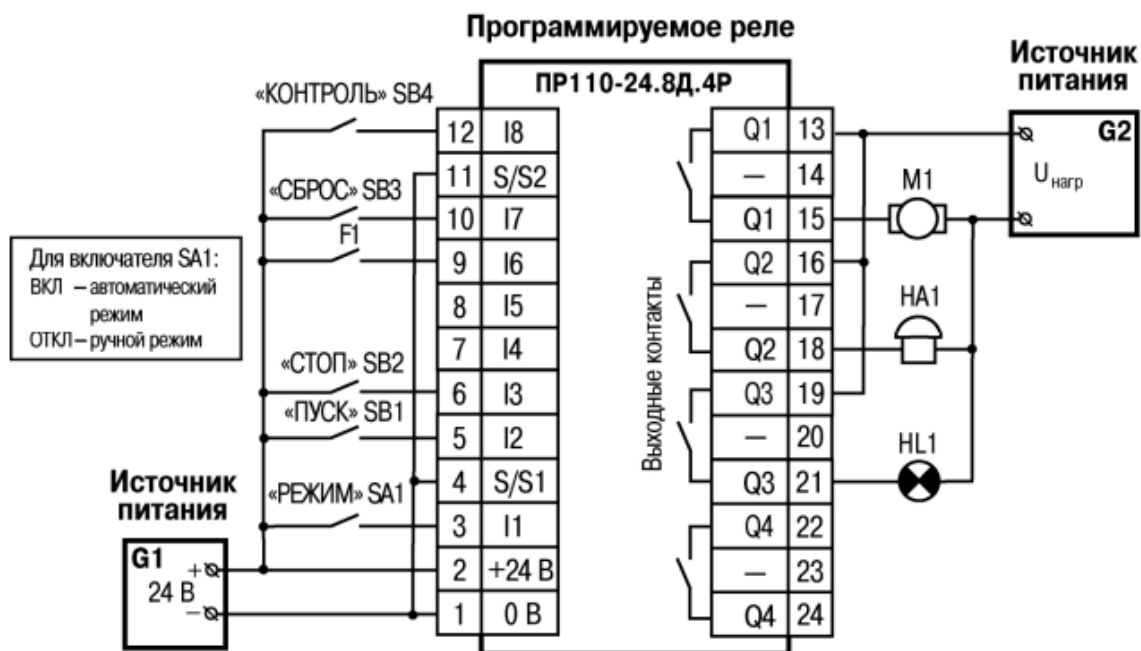 Программируемое реле
ПР110-24.8Д.4Р
Источник
питания
G2
U нагр
«КОНТРОЛЬ» SB4
12 I8
11 S/S2
«СБРОС» SB3
10 I7
F1
9 I6
8 I5
7 I4
«СТОП» SB2
6 I3
«ПУСК» SB1
5 I2
4 S/S1
«РЕЖИМ» SA1
3 I1
2 +24 В
1 0 В
Для включателя SA1:
ВКЛ – автоматический
режим
ОТКЛ – ручной режим
Источник
питания
G1
+
24 В
–
Выходные контакты
Q1 13
— 14
Q1 15
Q2 16
— 17
Q2 18
Q3 19
— 20
Q3 21
Q4 22
— 23
Q4 24
M1
HA1
HL1